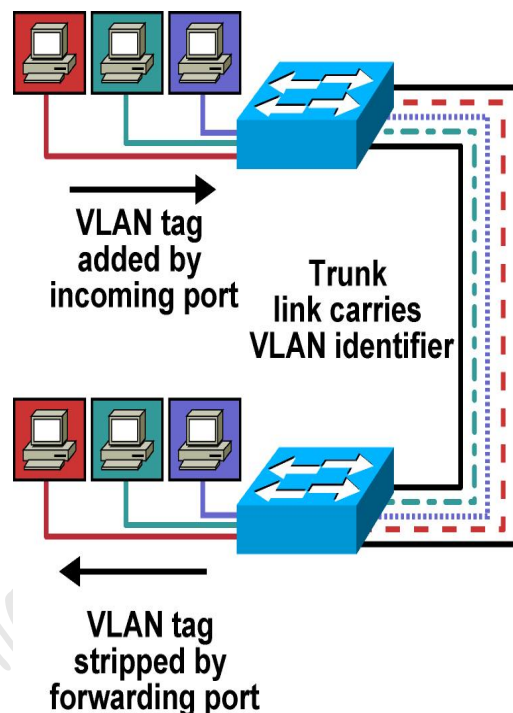 VLAN tag
added by
incoming port
Trunk
link carries
VLAN identifier
VLAN tag
stripped by
forwarding port